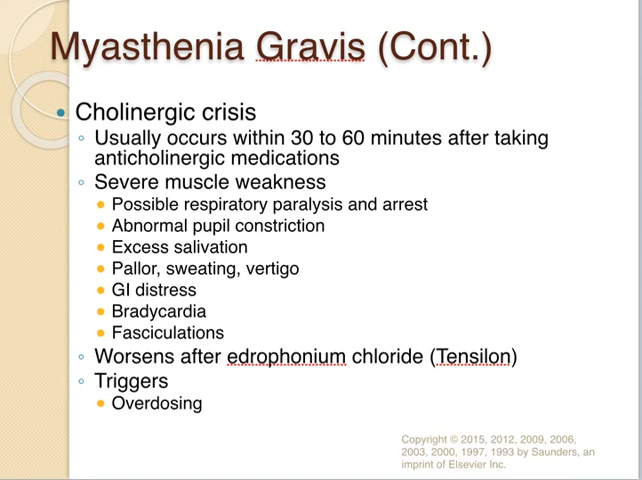 Myasthenia Gravis (Cont.)
• Cholinergic crisis
◦ Usually occurs within 30 to 60 minutes after taking
anticholinergic medications
◦ Severe muscle weakness
• Possible respiratory paralysis and arrest
• Abnormal pupil constriction
• Excess salivation
• Pallor, sweating, vertigo
• GI distress
• Bradycardia
• Fasciculations
◦ Worsens after edrophonium chloride (Tensilon)
◦ Triggers
• Overdosing
Copyright © 2015, 2012, 2009, 2006,
2003, 2000, 1997, 1993 by Saunders, an
imprint of Elsevier Inc.